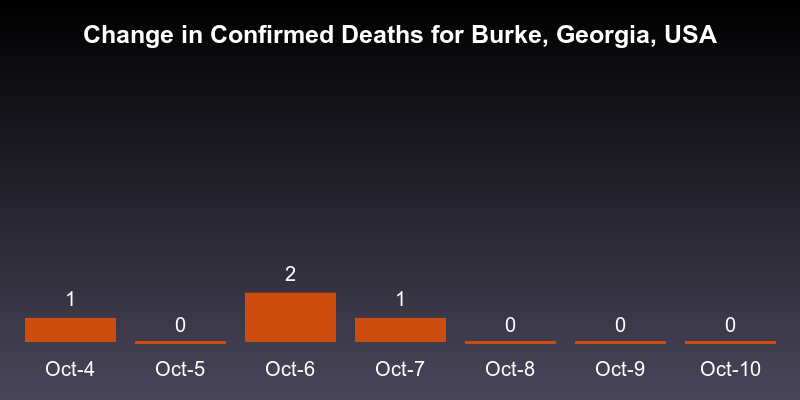 Change in Confirmed Deaths for Burke, Georgia, USA
1 0 2 1 0 0 0
Oct-4 Oct-5 Oct-6 Oct-7 Oct-8 Oct-9 Oct-10